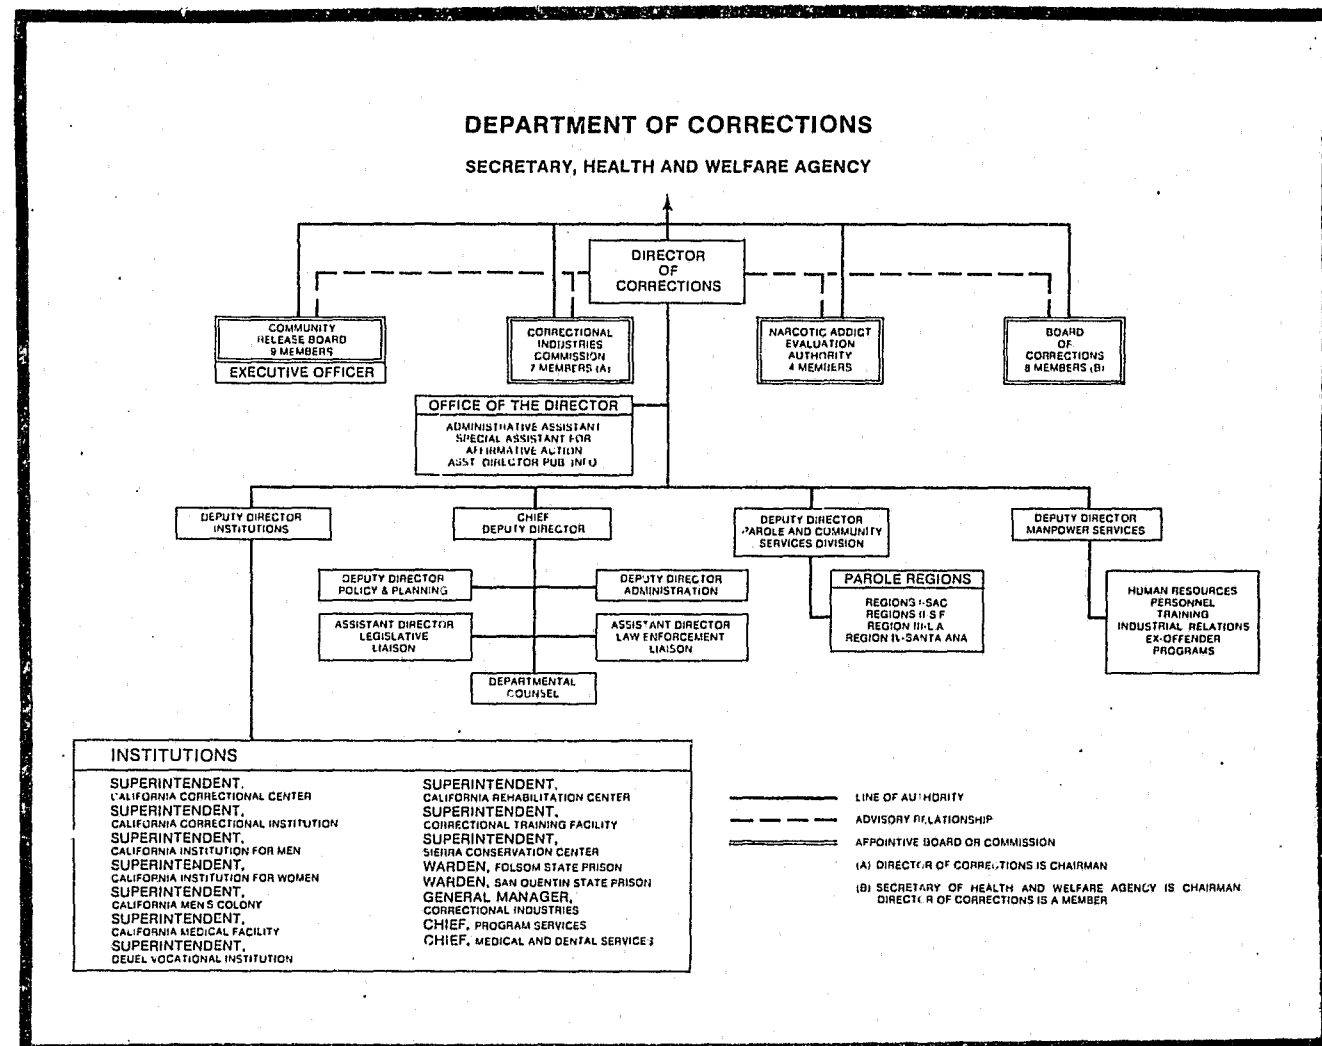 DEPARTMENT OF CORRECTIONS
SECRETARY, HEALTH AND WELFARE AGENCY
DIRECTOR
OF
CORRECTIONS
COMMUNITY
RELEASE BOARD
9 MEMBERS
EXECUTIVE OFFICER
CORRECTIONAL
INDUSTRIES
COMMISSION
7 MEMBERS (A)
NARCOTIC ADDICT
EVALUATION
AUTHORITY
4 MEMBERS
BOARD
OF
CORRECTIONS
8 MEMBERS (B)
OFFICE OF THE DIRECTOR
ADMINISTRATIVE ASSISTANT
SPECIAL ASSISTANT FOR
AFFIRMATIVE ACTION
ASST. DIRECTOR PUB INFO
DEPUTY DIRECTOR
INSTITUTIONS
CHIEF
DEPUTY DIRECTOR
DEPUTY DIRECTOR
PAROLE AND COMMUNITY
SERVICES DIVISION
DEPUTY DIRECTOR
MANPOWER SERVICES
DEPUTY DIRECTOR
POLICY & PLANNING
DEPUTY DIRECTOR
ADMINISTRATION
ASSISTANT DIRECTOR
LEGISLATIVE
LIAISON
ASSISTANT DIRECTOR
LAW ENFORCEMENT
LIAISON
DEPARTMENTAL
COUNSEL
PAROLE REGIONS
REGIONS I-SAC
REGIONS II-S F
REGION III-L A
REGION IV-SANTA ANA
HUMAN RESOURCES
PERSONNEL
TRAINING
INDUSTRIAL RELATIONS
EX-OFFENDER
PROGRAMS
INSTITUTIONS
SUPERINTENDENT,
CALIFORNIA CORRECTIONAL CENTER
SUPERINTENDENT,
CALIFORNIA CORRECTIONAL INSTITUTION
SUPERINTENDENT,
CALIFORNIA INSTITUTION FOR MEN
SUPERINTENDENT,
CALIFORNIA INSTITUTION FOR WOMEN
SUPERINTENDENT,
CALIFORNIA MENS COLONY
SUPERINTENDENT,
CALIFORNIA MEDICAL FACILITY
SUPERINTENDENT,
DEUEL VOCATIONAL INSTITUTION
SUPERINTENDENT,
CALIFORNIA REHABILITATION CENTER
SUPERINTENDENT,
CORRECTIONAL TRAINING FACILITY
SUPERINTENDENT,
SIERRA CONSERVATION CENTER
WARDEN, FOLSOM STATE PRISON
WARDEN, SAN QUENTIN STATE PRISON
GENERAL MANAGER,
CORRECTIONAL INDUSTRIES
CHIEF, PROGRAM SERVICES
CHIEF, MEDICAL AND DENTAL SERVICES
LINE OF AUTHORITY
ADVISORY RELATIONSHIP
APPOINTIVE BOARD OR COMMISSION
(A) DIRECTOR OF CORRECTIONS IS CHAIRMAN
(B) SECRETARY OF HEALTH AND WELFARE AGENCY IS CHAIRMAN
DIRECTOR OF CORRECTIONS IS A MEMBER